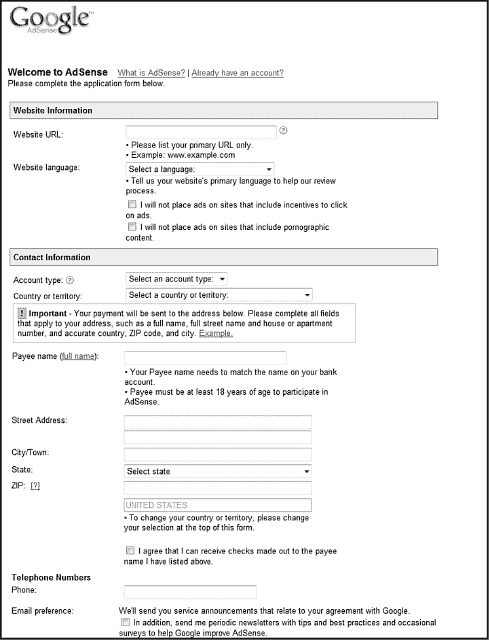 Google™
AdSense
Welcome to AdSense What is AdSense? | Already have an account?
Please complete the application form below.
Website Information
Website URL: ?
• Please list your primary URL only.
• Example: www.example.com
Website language: Select a language:
• Tell us your website's primary language to help our review
process.
I will not place ads on sites that include incentives to click
on ads.
I will not place ads on sites that include pornographic
content.
Contact Information
Account type: ? Select an account type:
Country or territory: Select a country or territory:
! Important - Your payment will be sent to the address below. Please complete all fields
that apply to your address, such as a full name, full street name and house or apartment
number, and accurate country, ZIP code, and city. Example.
Payee name (full name):
• Your Payee name needs to match the name on your bank
account.
• Payee must be at least 18 years of age to participate in
AdSense.
Street Address:
City/Town:
State: Select state
ZIP: [?]
UNITED STATES
• To change your country or territory, please change
your selection at the top of this form.
I agree that I can receive checks made out to the payee
name I have listed above.
Telephone Numbers
Phone:
Email preference: We'll send you service announcements that relate to your agreement with Google.
In addition, send me periodic newsletters with tips and best practices and occasional
surveys to help Google improve AdSense.